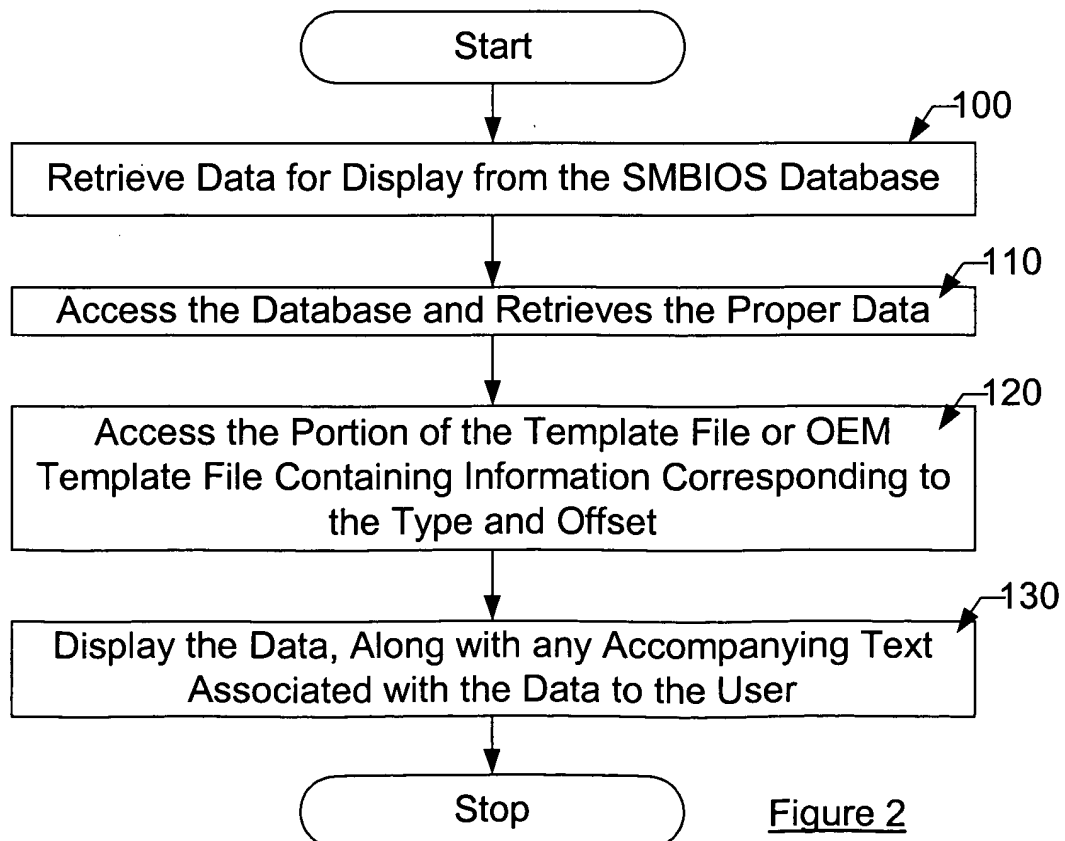 Start
100
Retrieve Data for Display from the SMBIOS Database
110
Access the Database and Retrieves the Proper Data
120
Access the Portion of the Template File or OEM
Template File Containing Information Corresponding to
the Type and Offset
130
Display the Data, Along with any Accompanying Text
Associated with the Data to the User
Stop
Figure 2